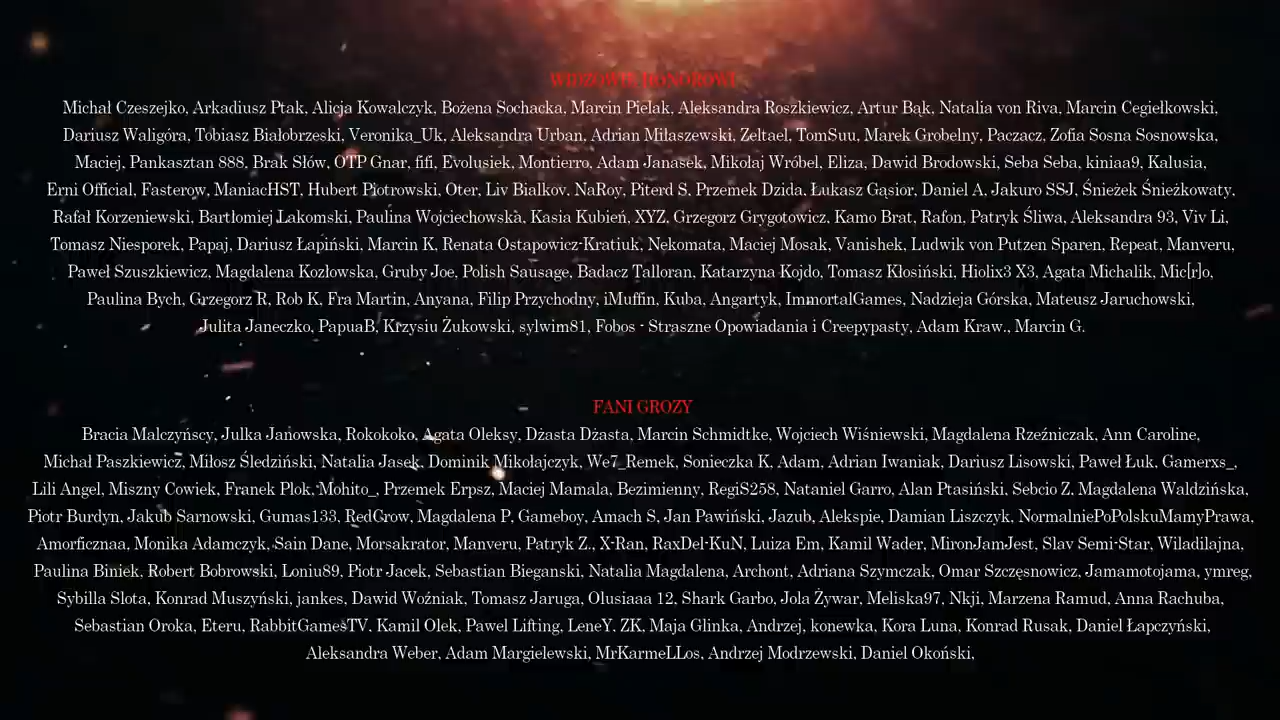 WIDZOWIE HONOROWI
Michał Czeszejko, Arkadiusz Ptak, Alicja Kowalczyk, Bożena Sochacka, Marcin Pielak, Aleksandra Roszkiewicz, Artur Bąk, Natalia von Riva, Marcin Cegiełkowski,
Dariusz Waligóra, Tobiasz Białobrzeski, Veronika_Uk, Aleksandra Urban, Adrian Miłaszewski, Zeltael, TomSuu, Marek Grobelny, Paczacz, Zofia Sosna Sosnowska,
Maciej, Pankasztan 888, Brak Słów, OTP Gnar, fifi, Evolusiek, Montierro, Adam Janasek, Mikołaj Wróbel, Eliza, Dawid Brodowski, Seba Seba, kiniaa9, Kalusia,
Erni Official, Fasterow, ManiacHST, Hubert Piotrowski, Oter, Liv Bialkov, NaRoy, Piterd S, Przemek Dzida, Łukasz Gąsior, Daniel A, Jakuro SSJ, Śnieżek Śnieżkowaty,
Rafał Korzeniewski, Bartłomiej Lakomski, Paulina Wojciechowska, Kasia Kubień, XYZ, Grzegorz Grygotowicz, Kamo Brat, Rafon, Patryk Śliwa, Aleksandra 93, Viv Li,
Tomasz Niesporek, Papaj, Dariusz Łapiński, Marcin K, Renata Ostapowicz-Kratiuk, Nekomata, Maciej Mosak, Vanishek, Ludwik von Putzen Sparen, Repeat, Manveru,
Paweł Szuszkiewicz, Magdalena Kozłowska, Gruby Joe, Polish Sausage, Badacz Talloran, Katarzyna Kojdo, Tomasz Kłosiński, Hiolix3 X3, Agata Michalik, Mic[r]o,
Paulina Bych, Grzegorz R, Rob K, Fra Martin, Anyana, Filip Przychodny, iMuffin, Kuba, Angartyk, ImmortalGames, Nadzieja Górska, Mateusz Jaruchowski,
Julita Janeczko, PapuaB, Krzysiu Żukowski, sylwim81, Fobos - Straszne Opowiadania i Creepypasty, Adam Kraw., Marcin G.
FANI GROZY
Bracia Malczyńscy, Julka Janowska, Rokokoko, Agata Oleksy, Dżasta Dżasta, Marcin Schmidtke, Wojciech Wiśniewski, Magdalena Rzeźniczak, Ann Caroline,
Michał Paszkiewicz, Miłosz Śledziński, Natalia Jasek, Dominik Mikołajczyk, We7_Remek, Sonieczka K, Adam, Adrian Iwaniak, Dariusz Lisowski, Paweł Łuk, Gamerxs_,
Lili Angel, Miszny Cowiek, Franek Plok, Mohito_, Przemek Erpsz, Maciej Mamala, Bezimienny, RegiS258, Nataniel Garro, Alan Ptasiński, Sebcio Z, Magdalena Waldzińska,
Piotr Burdyn, Jakub Sarnowski, Gumas133, RedCrow, Magdalena P, Gameboy, Amach S, Jan Pawiński, Jazub, Alekspie, Damian Liszczyk, NormalniePoPolskuMamyPrawa,
Amorficznaa, Monika Adamczyk, Sain Dane, Morsakrator, Manveru, Patryk Z., X-Ran, RaxDel-KuN, Luiza Em, Kamil Wader, MironJamJest, Slav Semi-Star, Wiladilajna,
Paulina Biniek, Robert Bobrowski, Loniu89, Piotr Jacek, Sebastian Bieganski, Natalia Magdalena, Archont, Adriana Szymczak, Omar Szczęsnowicz, Jamamotojama, ymreg,
Sybilla Slota, Konrad Muszyński, jankes, Dawid Woźniak, Tomasz Jaruga, Olusiaaa 12, Shark Garbo, Jola Żywar, Meliska97, Nkji, Marzena Ramud, Anna Rachuba,
Sebastian Oroka, Eteru, RabbitGamesTV, Kamil Olek, Pawel Lifting, LeneY, ZK, Maja Glinka, Andrzej, konewka, Kora Luna, Konrad Rusak, Daniel Łapczyński,
Aleksandra Weber, Adam Margielewski, MrKarmeLLos, Andrzej Modrzewski, Daniel Okoński,